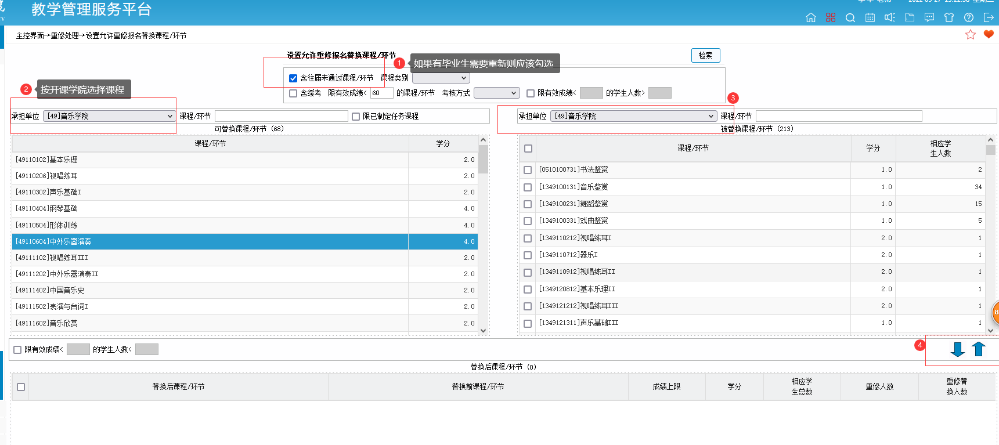 教学管理服务平台
主控界面→重修处理→设置允许重修报名替换课程/环节
设置允许重修报名替换课程/环节
检索
1 如果有毕业生需要重新则应该勾选
含往届未通过课程/环节 课程类别
2 按开课学院选择课程
含缓考 限有效成绩< 60 的课程/环节 考核方式 限有效成绩< 的学生人数>
3
承担单位 [49]音乐学院 课程/环节 限已制定任务课程
承担单位 [49]音乐学院 课程/环节
可替换课程/环节 (68)
课程/环节 学分
[49110102]基本乐理 2.0
[49110206]视唱练耳 2.0
[49110302]声乐基础I 2.0
[49110404]钢琴基础 4.0
[49110504]形体训练 4.0
[49110604]中外乐器演奏 4.0
[49111102]视唱练耳III 2.0
[49111202]中外乐器演奏II 2.0
[49111402]中国音乐史 2.0
[49111502]表演与台词I 2.0
[49111602]音乐欣赏 2.0
被替换课程/环节 (213)
课程/环节 学分 相应学
生人数
[0510100731]书法鉴赏 1.0 2
[1349100131]音乐鉴赏 1.0 34
[1349100231]舞蹈鉴赏 1.0 15
[1349100331]戏曲鉴赏 1.0 5
[1349110212]视唱练耳I 2.0 1
[1349110712]器乐I 2.0 1
[1349110912]视唱练耳II 2.0 1
[1349120812]基本乐理II 2.0 1
[1349121212]视唱练耳III 2.0 1
[1349121311]声乐基础III 1.0 1
8
限有效成绩< 的学生人数<
4
替换后课程/环节 (0)
替换后课程/环节 替换前课程/环节 成绩上限 学分 相应学
生总数 重修人数 重修替
换人数